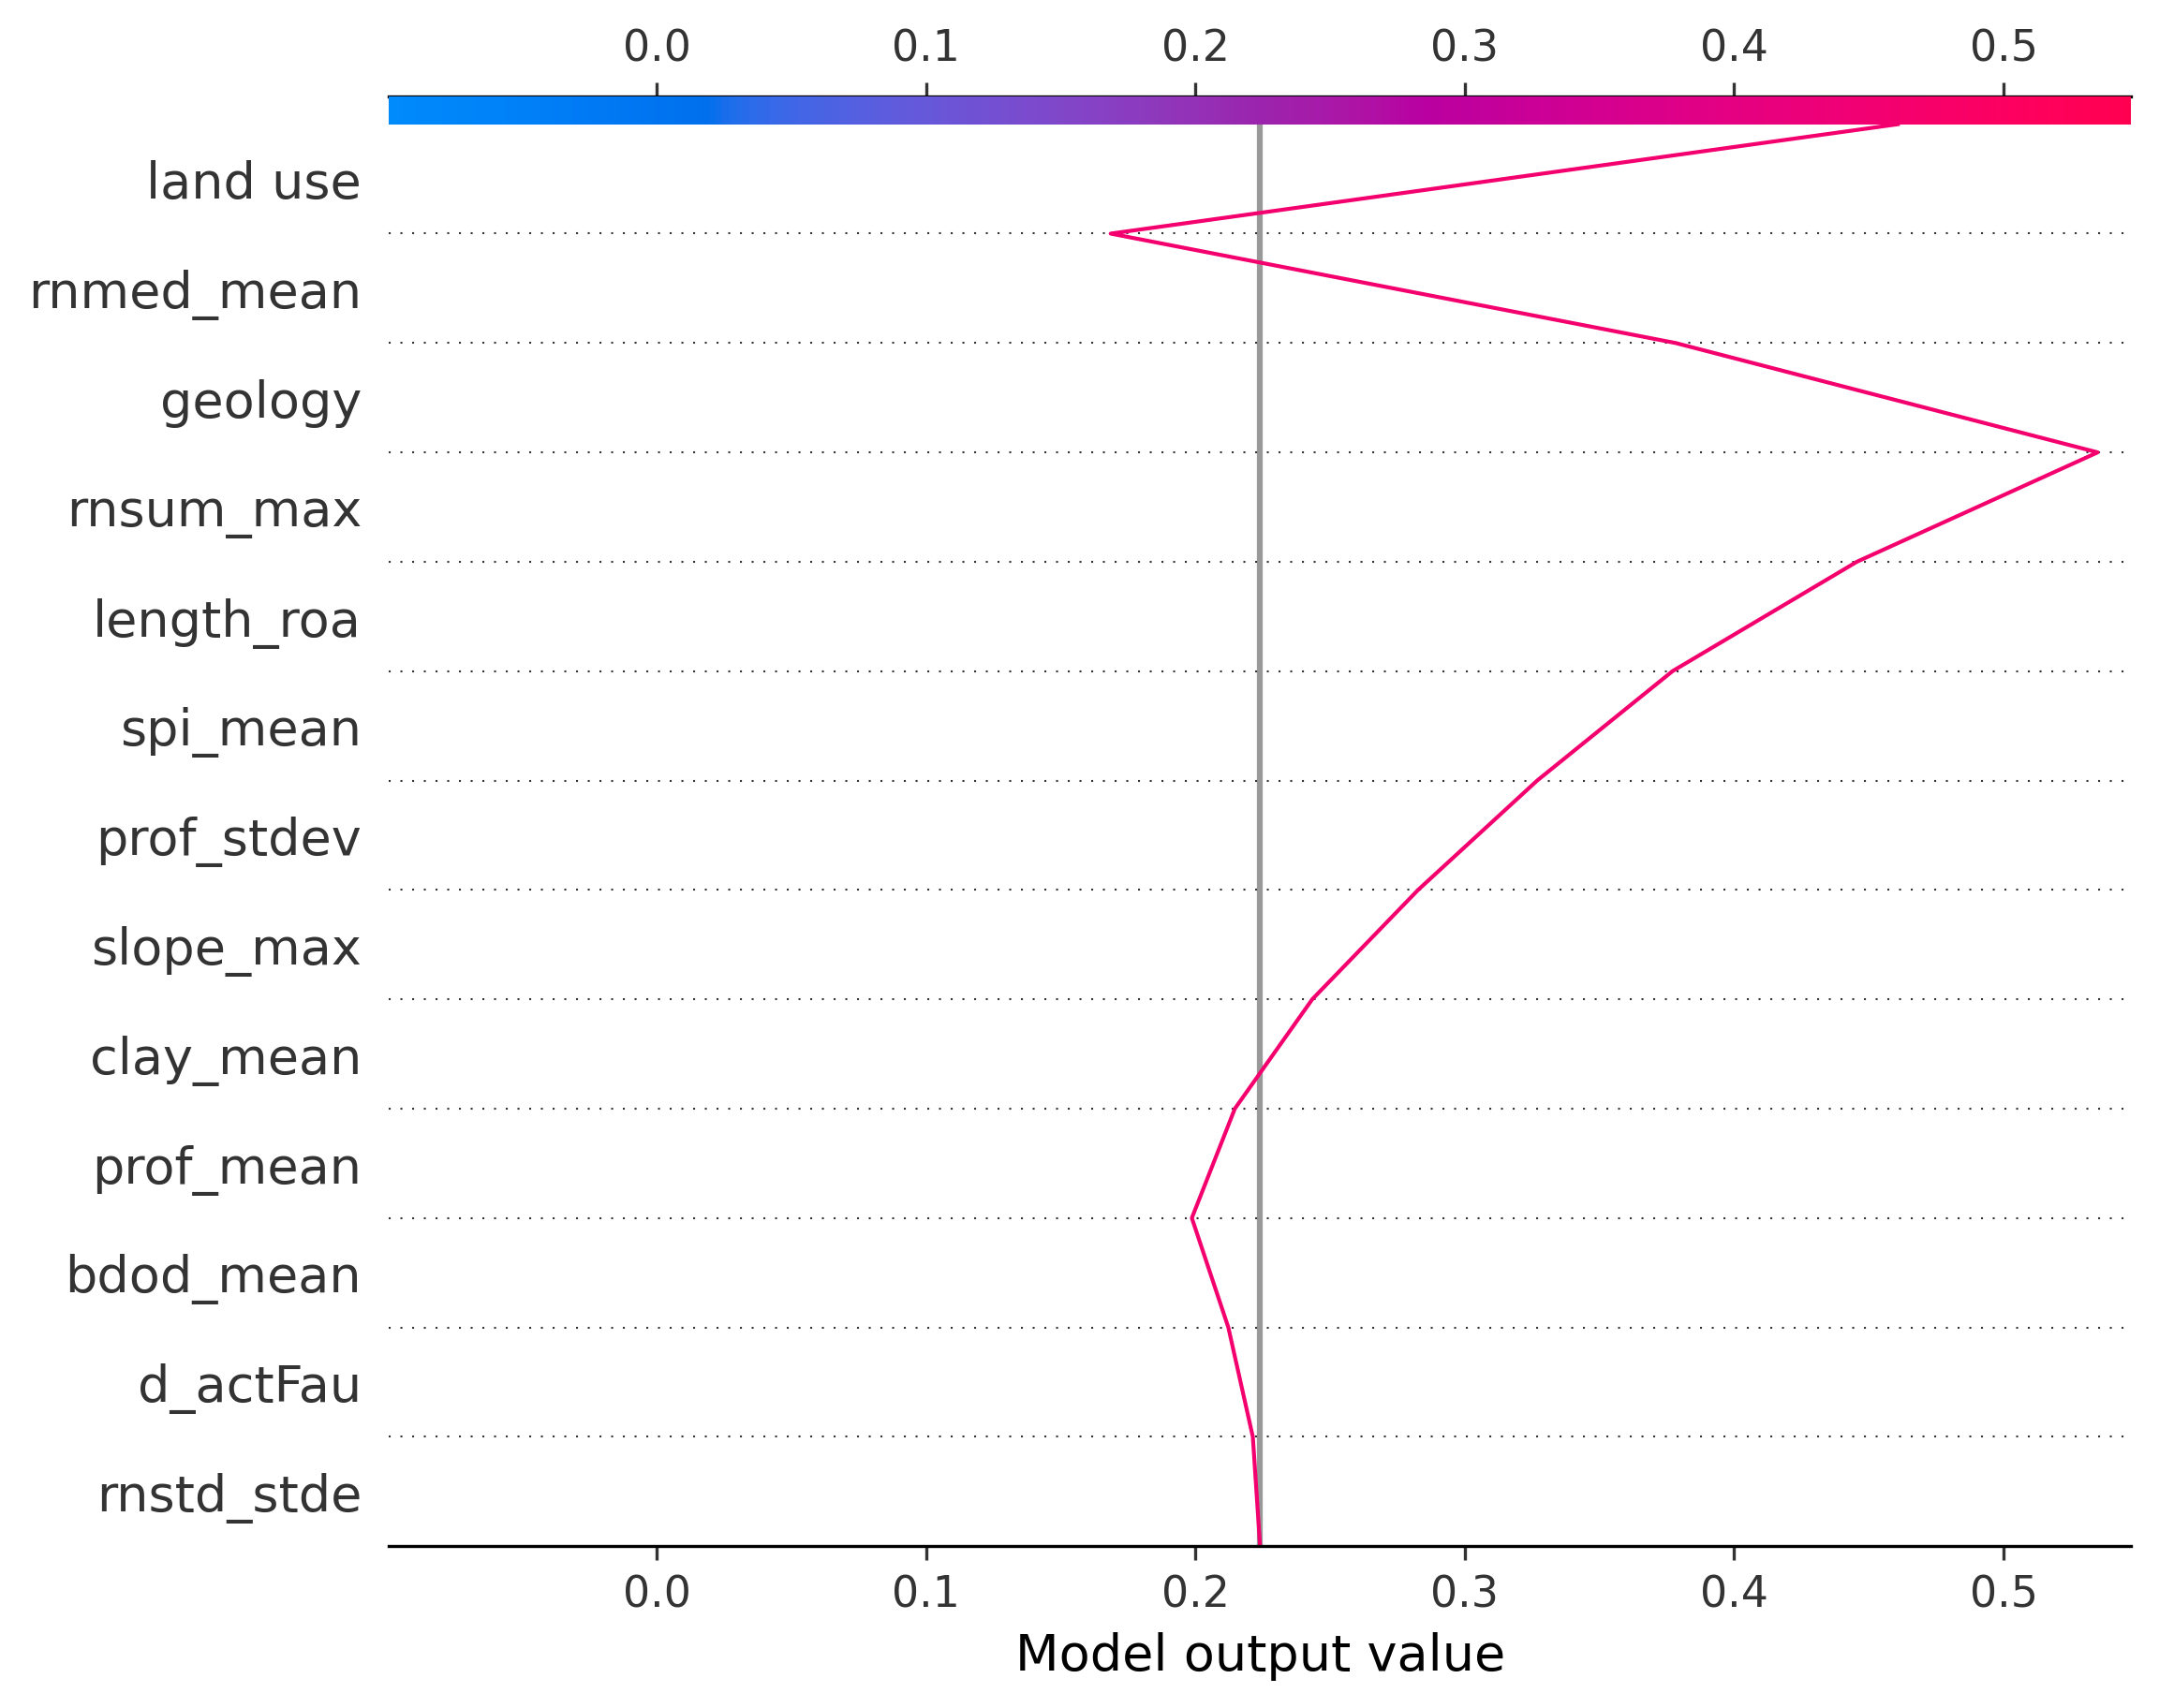 0.0 0.1 0.2 0.3 0.4 0.5
land use
rnmed_mean
geology
rnsum_max
length_roa
spi_mean
prof_stdev
slope_max
clay_mean
prof_mean
bdod_mean
d_actFau
rnstd_stde
0.0 0.1 0.2 0.3 0.4 0.5
Model output value